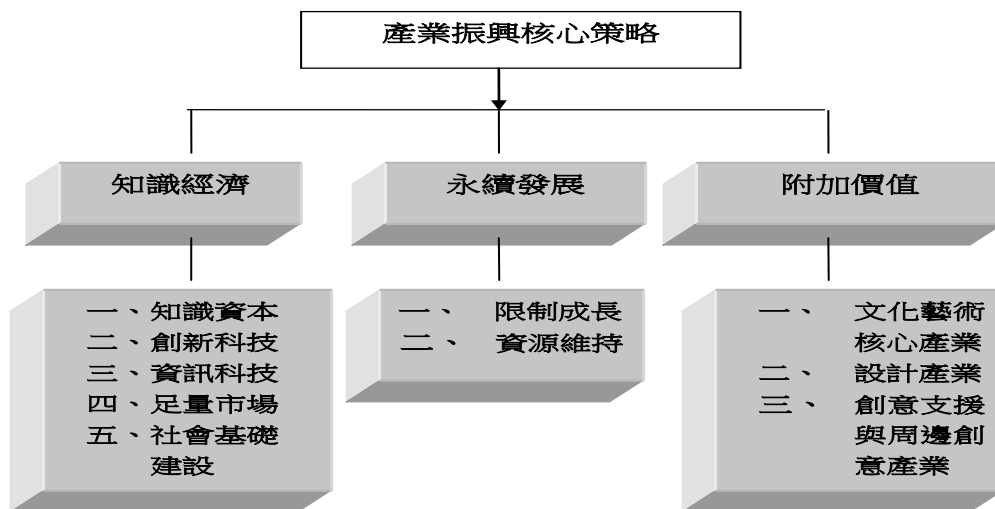 產業振興核心策略
知識經濟
永續發展
附加價值
一、知識資本
二、創新科技
三、資訊科技
四、足量市場
五、社會基礎
建設
一、 限制成長
二、 資源維持
一、 文化藝術
核心產業
二、 設計產業
三、 創意支援
與周邊創
意產業